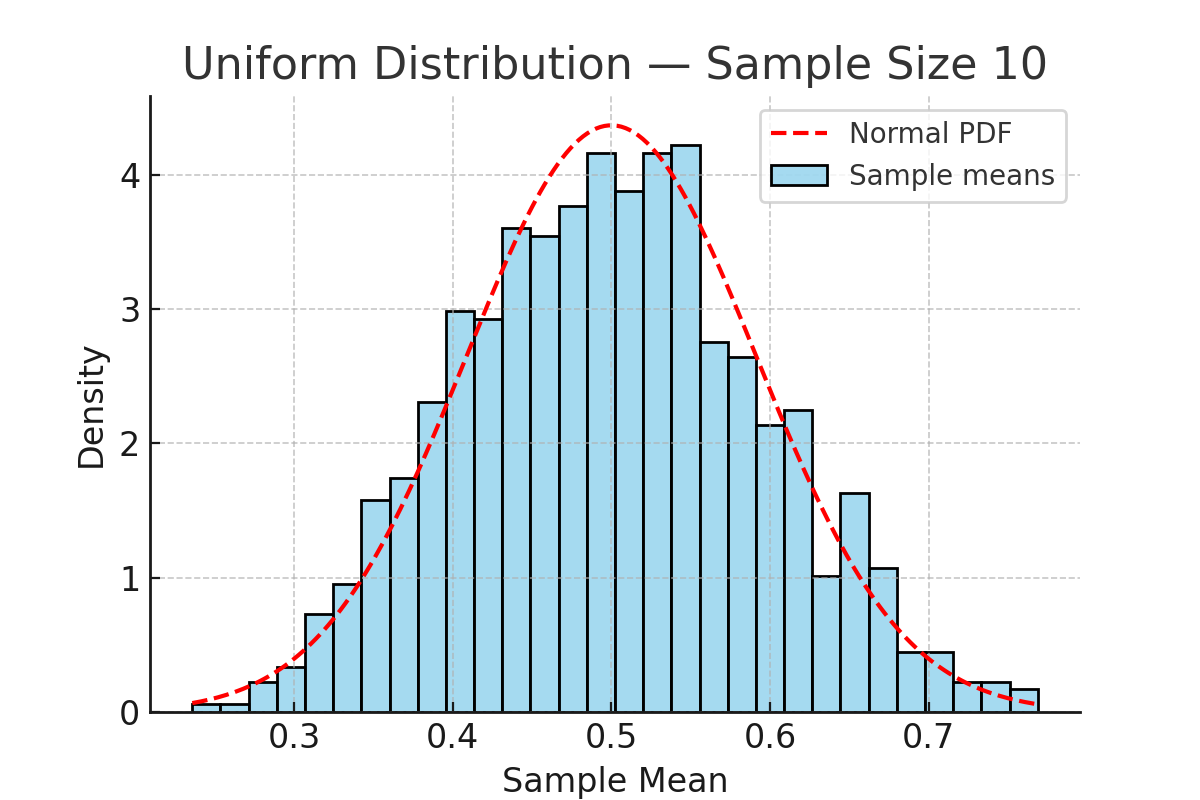 Uniform Distribution — Sample Size 10
Normal PDF
Sample means
Density
4
3
2
1
0
0.3 0.4 0.5 0.6 0.7
Sample Mean